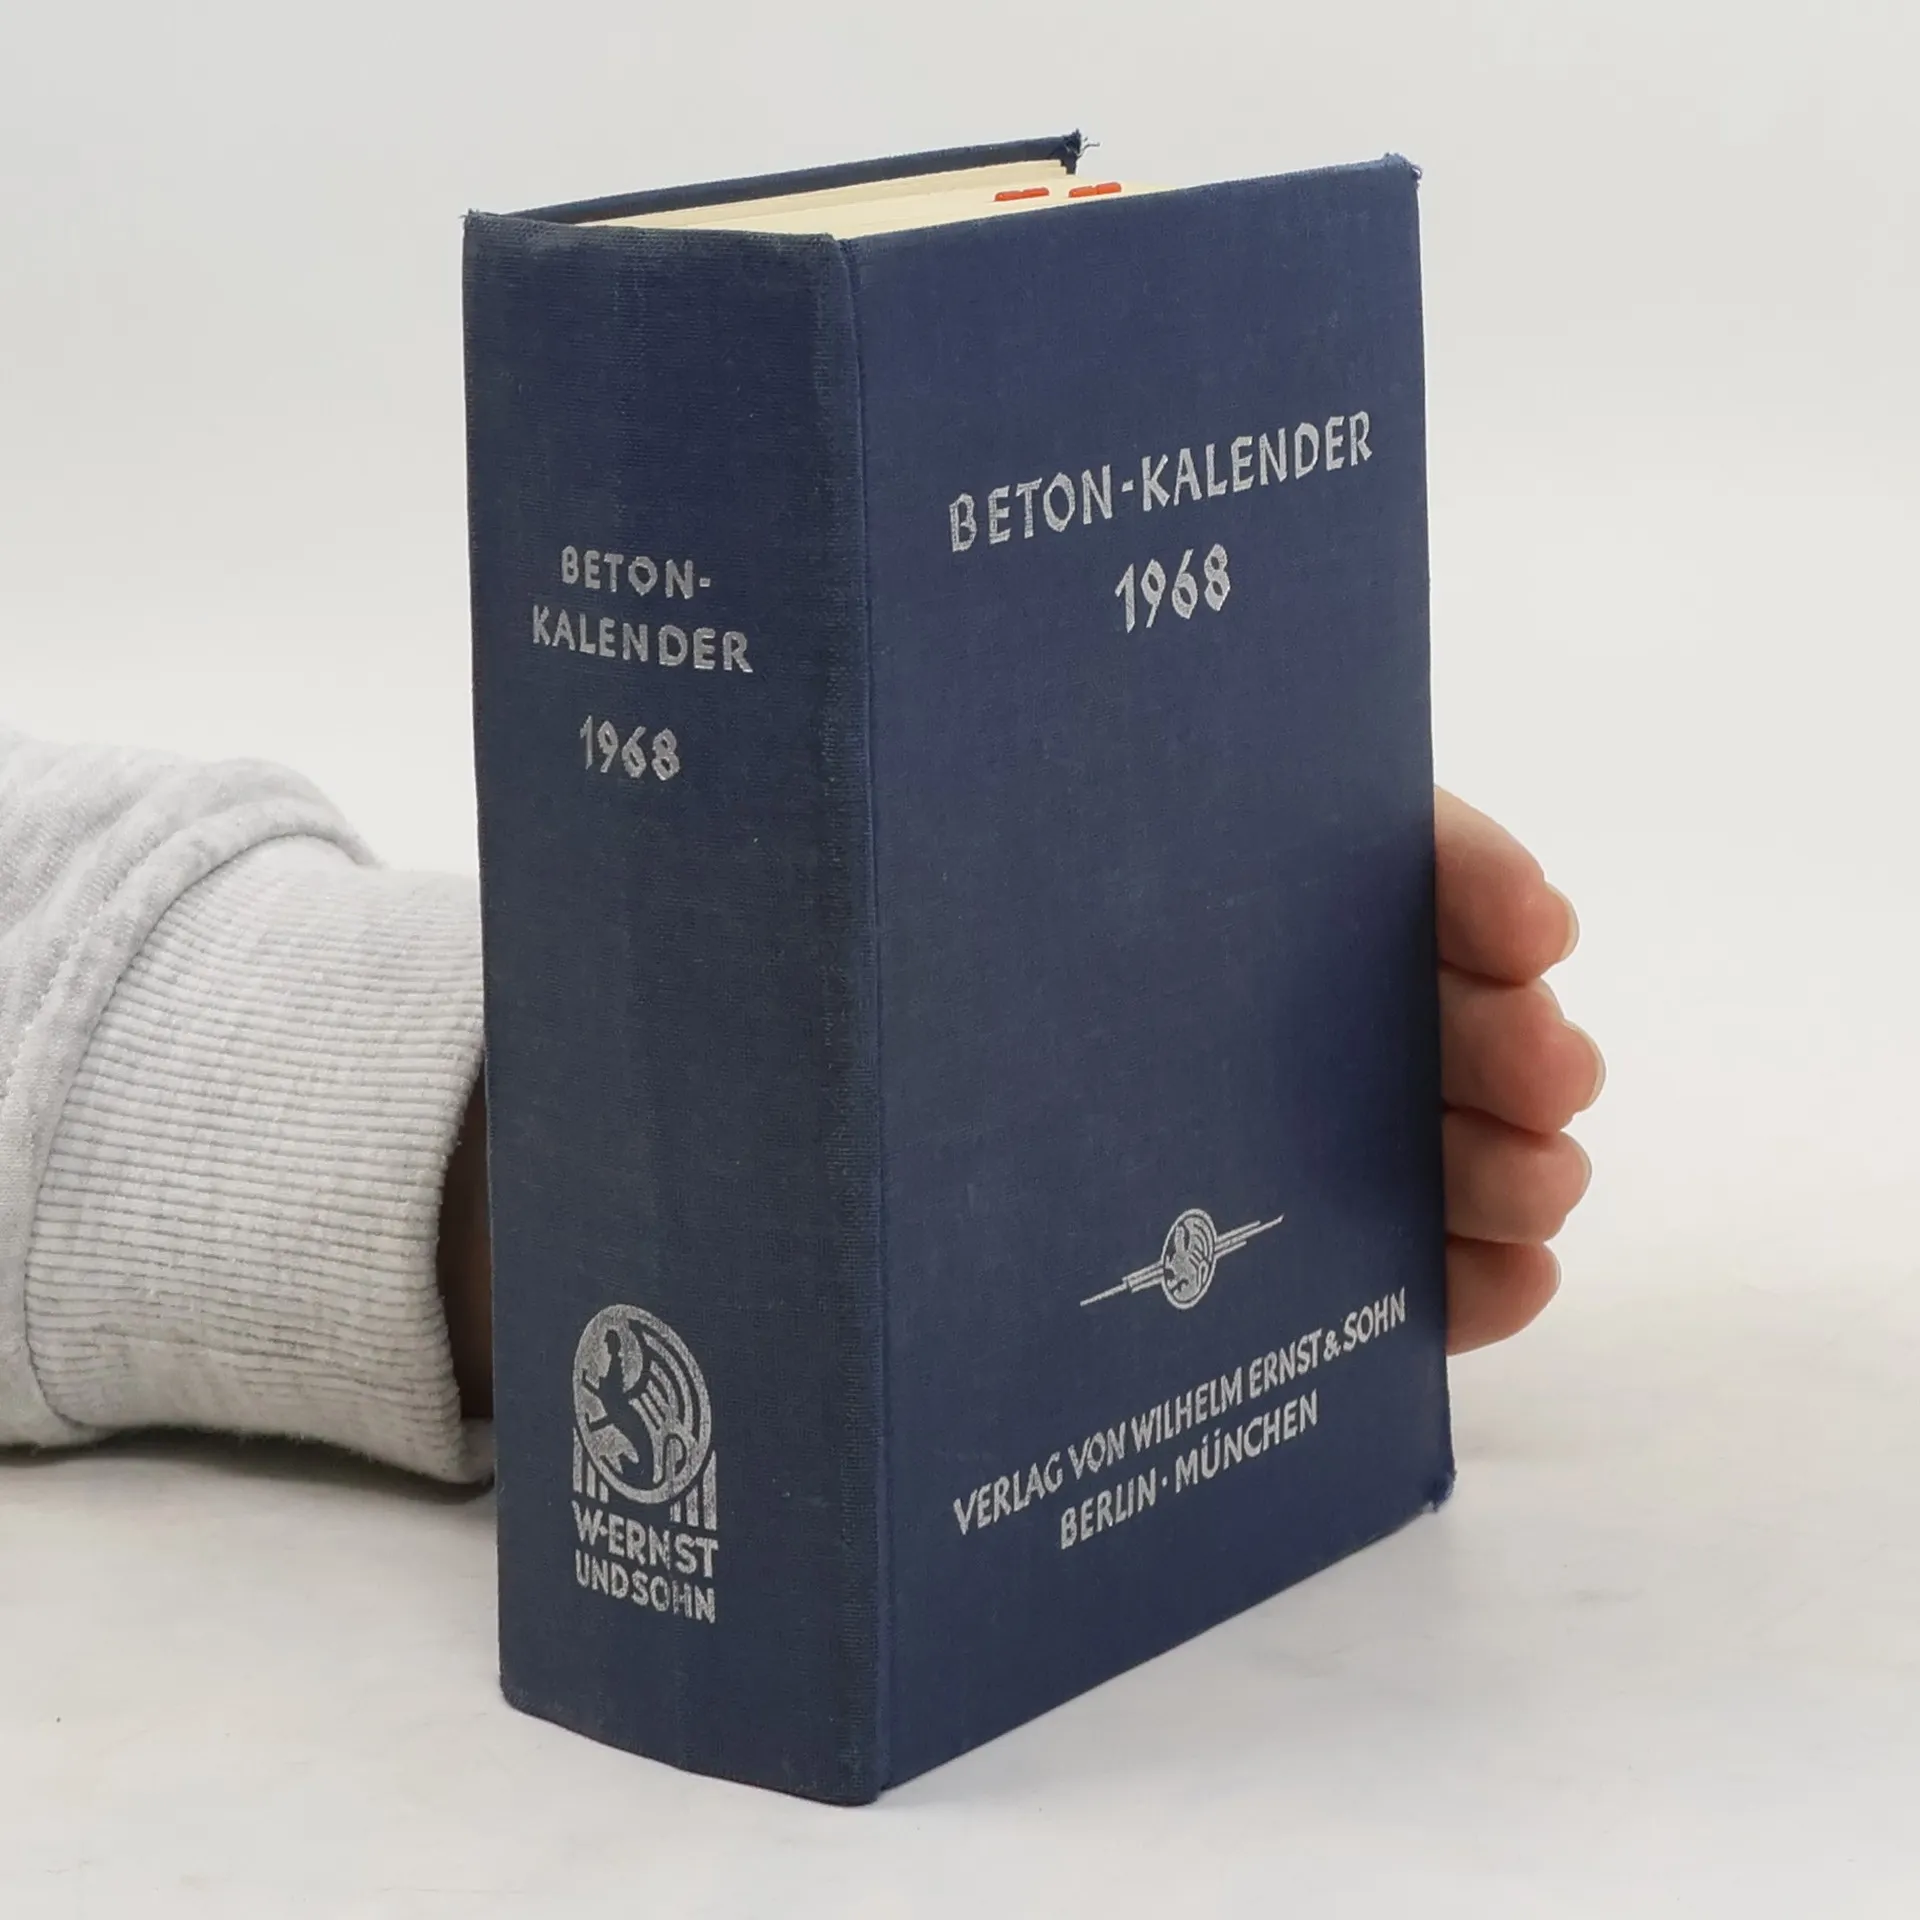 BETON-
KALENDER
1968
W·ERNST
UND SOHN
BETON-KALENDER
1968
VERLAG VON WILHELM ERNST & SOHN
BERLIN · MÜNCHEN